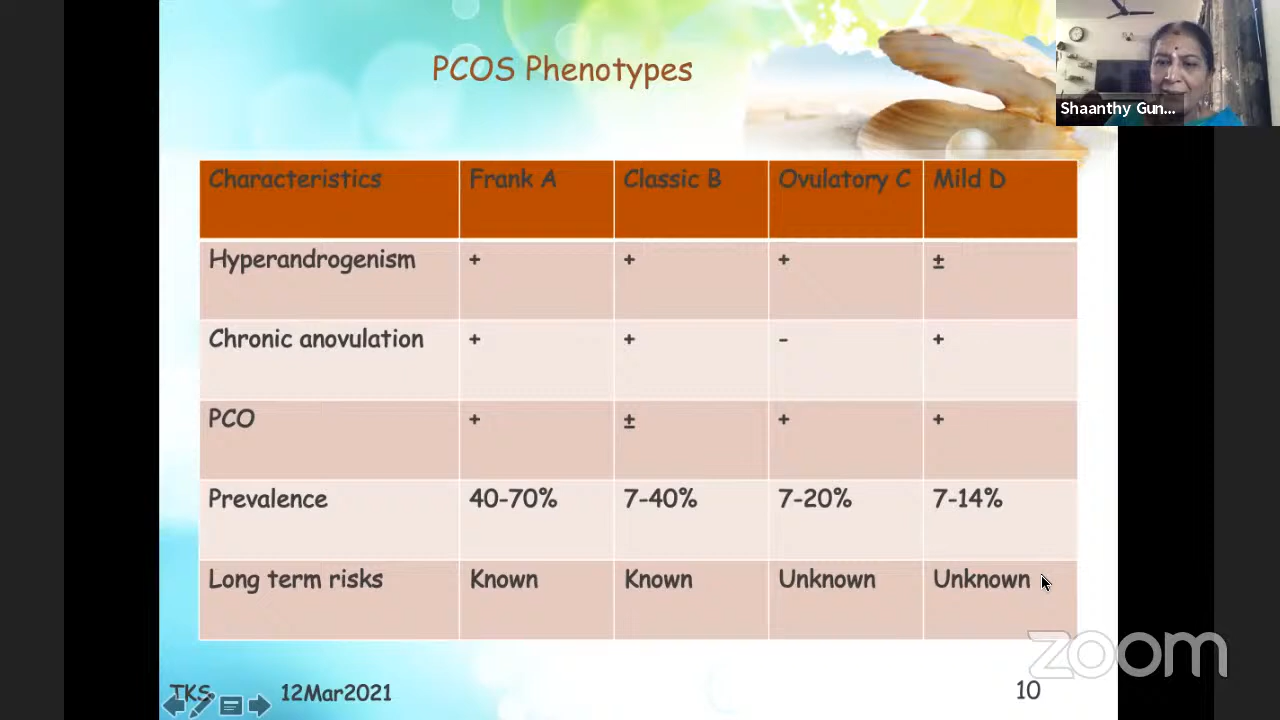 PCOS Phenotypes
Shaanthy Gun...
Characteristics Frank A Classic B Ovulatory C Mild D
Hyperandrogenism + + + ±
Chronic anovulation + + - +
PCO + ± + +
Prevalence 40-70% 7-40% 7-20% 7-14%
Long term risks Known Known Unknown Unknown
zoom
TKS 12Mar2021 10